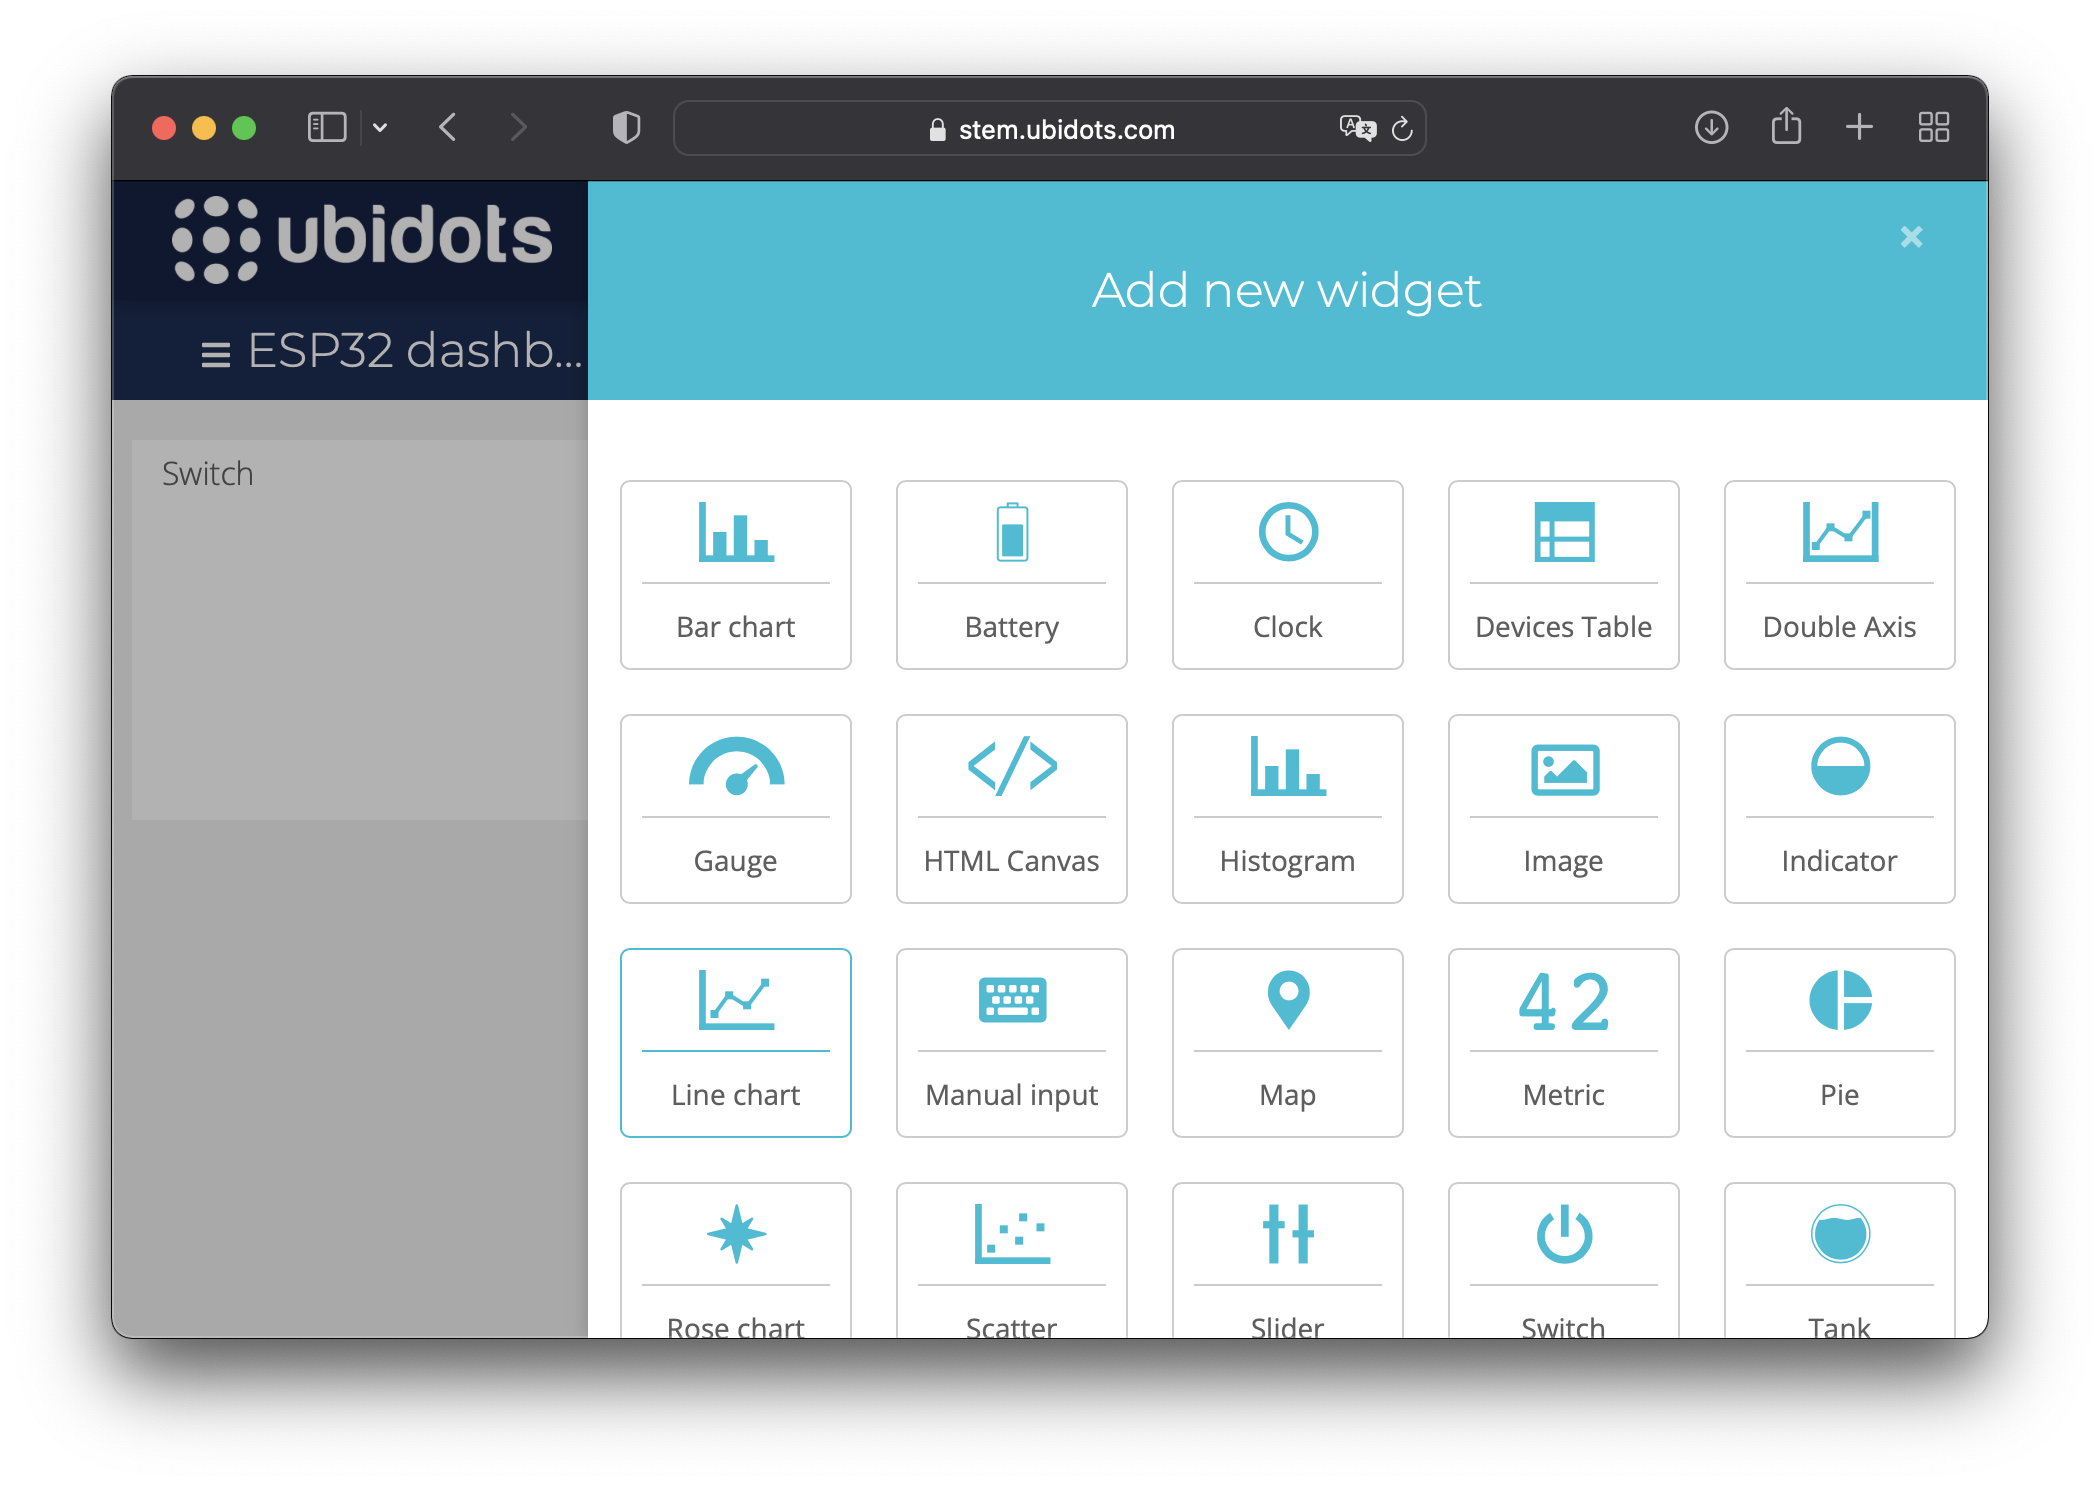 stem.ubidots.com
ubidots
Add new widget
ESP32 dashb...
Switch
Bar chart
Battery
Clock
Devices Table
Double Axis
Gauge
HTML Canvas
Histogram
Image
Indicator
42
Line chart
Manual input
Map
Metric
Pie
Rose chart
Scatter
Slider
Switch
Tank